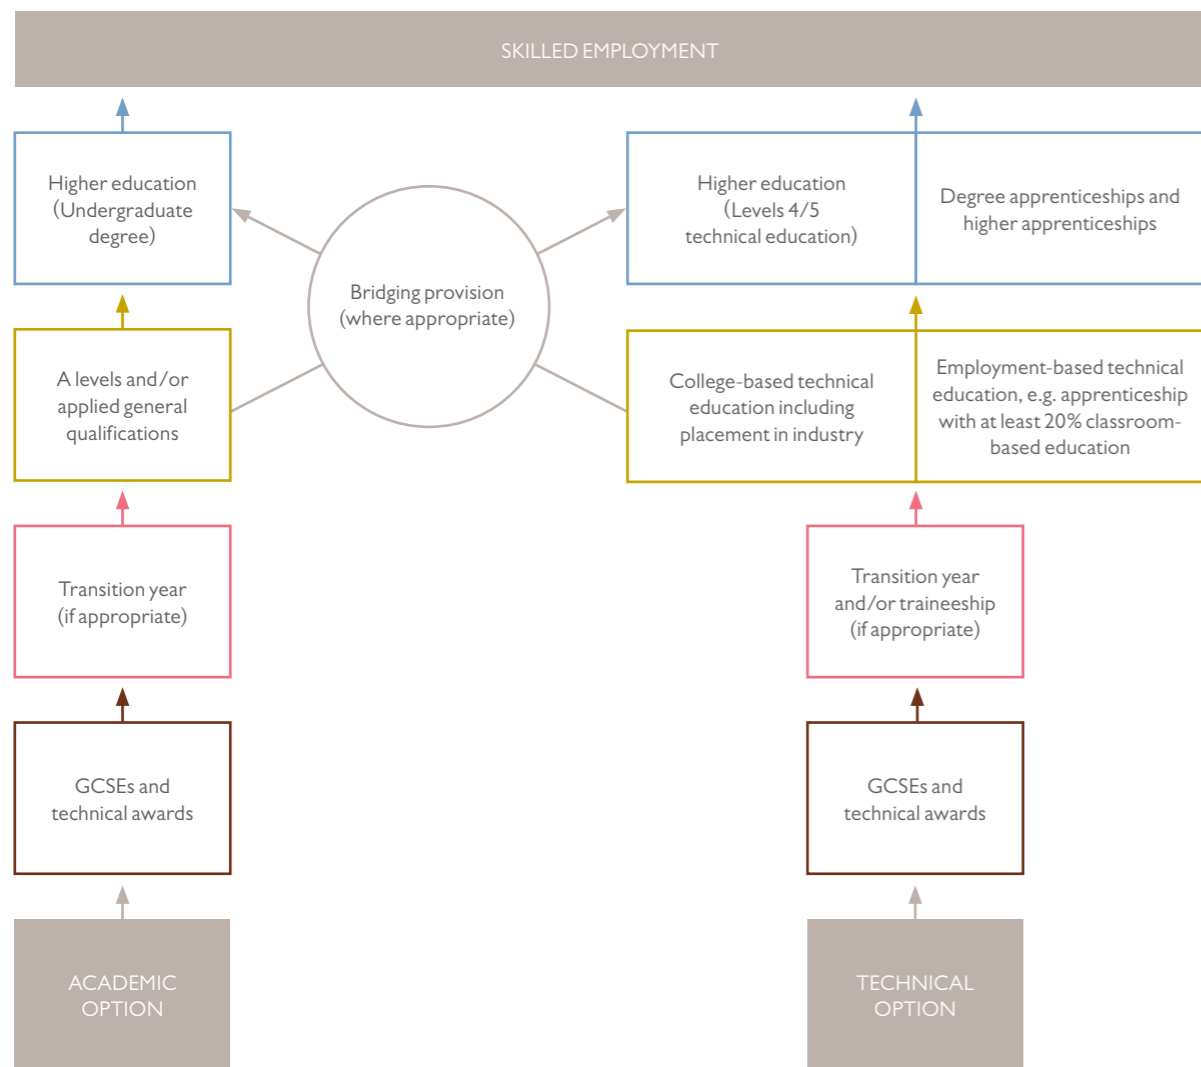 SKILLED EMPLOYMENT
Higher education
(Undergraduate
degree)
Higher education
(Levels 4/5
technical education)
Degree apprenticeships and
higher apprenticeships
Bridging provision
(where appropriate)
A levels and/or
applied general
qualifications
College-based technical
education including
placement in industry
Employment-based technical
education, e.g. apprenticeship
with at least 20% classroom-
based education
Transition year
(if appropriate)
Transition year
and/or traineeship
(if appropriate)
GCSEs and
technical awards
GCSEs and
technical awards
ACADEMIC
OPTION
TECHNICAL
OPTION